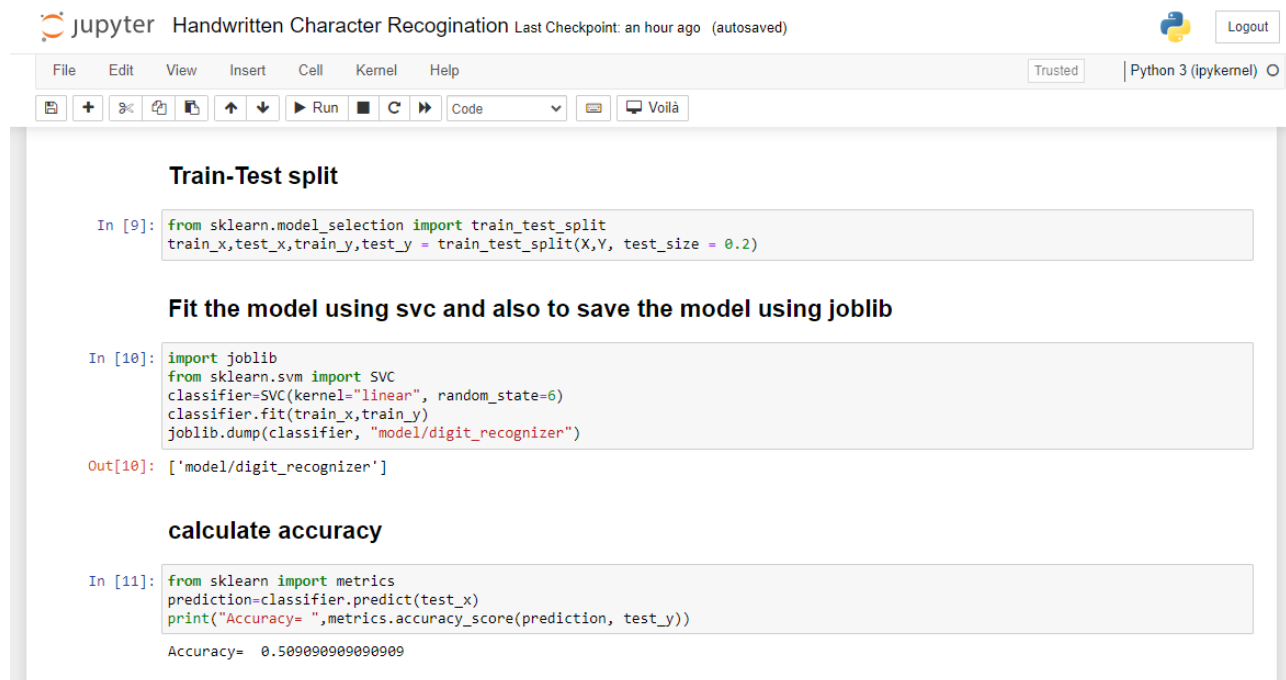 jupyter Handwritten Character Recogination Last Checkpoint: an hour ago (autosaved)
Logout
File Edit View Insert Cell Kernel Help
Trusted
Python 3 (ipykernel)
Run Code Voilà
Train-Test split
In [9]: from sklearn.model_selection import train_test_split
train_x,test_x,train_y,test_y = train_test_split(X,Y, test_size = 0.2)
Fit the model using svc and also to save the model using joblib
In [10]: import joblib
from sklearn.svm import SVC
classifier=SVC(kernel="linear", random_state=6)
classifier.fit(train_x,train_y)
joblib.dump(classifier, "model/digit_recognizer")
Out[10]: ['model/digit_recognizer']
calculate accuracy
In [11]: from sklearn import metrics
prediction=classifier.predict(test_x)
print("Accuracy= ",metrics.accuracy_score(prediction, test_y))
Accuracy=  0.509090909090909